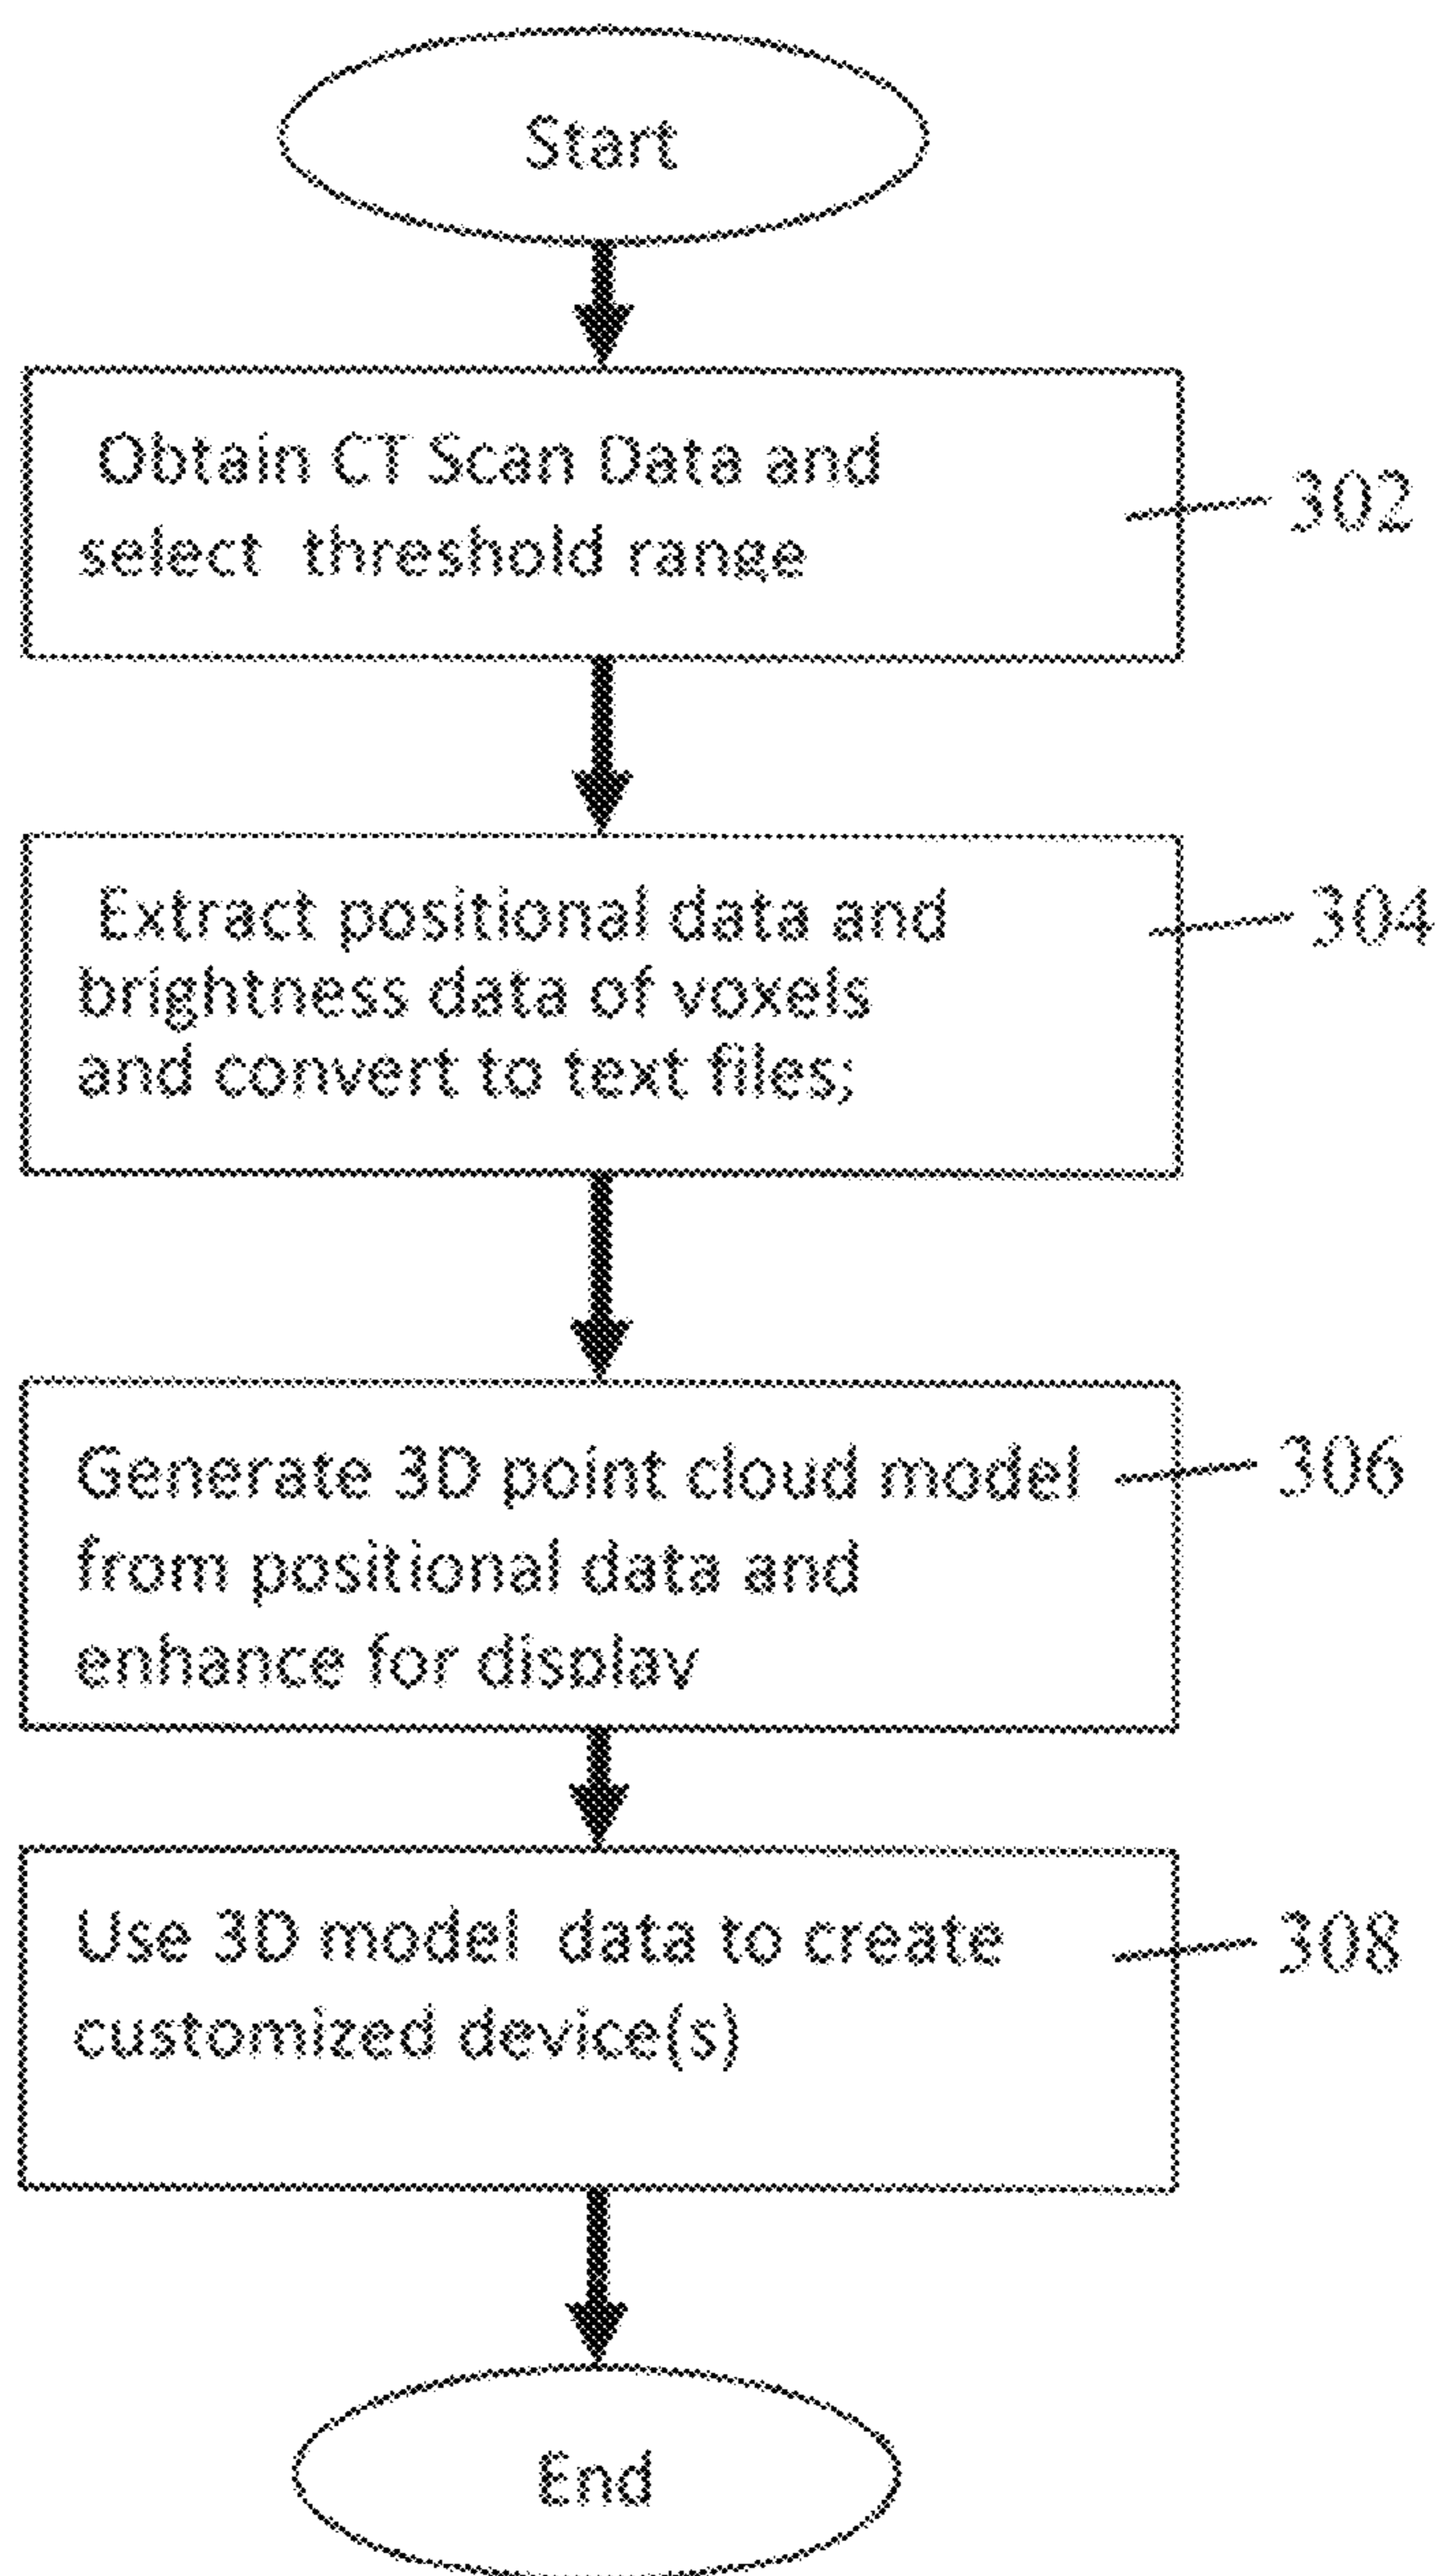 Start
Obtain CT Scan Data and
select threshold range
302
Extract positional data and
brightness data of voxels
and convert to text files;
304
Generate 3D point cloud model
from positional data and
enhance for display
306
Use 3D model data to create
customized device(s)
308
End